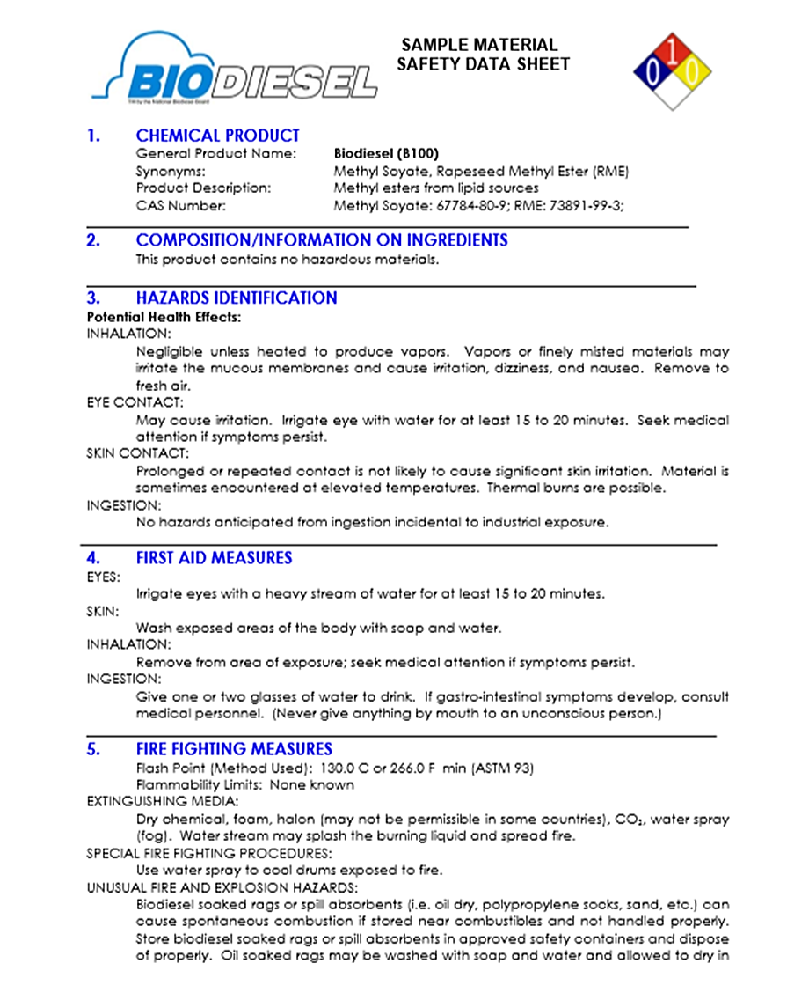 SAMPLE MATERIAL
SAFETY DATA SHEET
BIODIESEL
TM by the National Biodiesel Board
0 1 0
1. CHEMICAL PRODUCT
General Product Name: Biodiesel (B100)
Synonyms: Methyl Soyate, Rapeseed Methyl Ester (RME)
Product Description: Methyl esters from lipid sources
CAS Number: Methyl Soyate: 67784-80-9; RME: 73891-99-3;
2. COMPOSITION/INFORMATION ON INGREDIENTS
This product contains no hazardous materials.
3. HAZARDS IDENTIFICATION
Potential Health Effects:
INHALATION:
Negligible unless heated to produce vapors. Vapors or finely misted materials may
irritate the mucous membranes and cause irritation, dizziness, and nausea. Remove to
fresh air.
EYE CONTACT:
May cause irritation. Irrigate eye with water for at least 15 to 20 minutes. Seek medical
attention if symptoms persist.
SKIN CONTACT:
Prolonged or repeated contact is not likely to cause significant skin irritation. Material is
sometimes encountered at elevated temperatures. Thermal burns are possible.
INGESTION:
No hazards anticipated from ingestion incidental to industrial exposure.
4. FIRST AID MEASURES
EYES:
Irrigate eyes with a heavy stream of water for at least 15 to 20 minutes.
SKIN:
Wash exposed areas of the body with soap and water.
INHALATION:
Remove from area of exposure; seek medical attention if symptoms persist.
INGESTION:
Give one or two glasses of water to drink. If gastro-intestinal symptoms develop, consult
medical personnel. (Never give anything by mouth to an unconscious person.)
5. FIRE FIGHTING MEASURES
Flash Point (Method Used): 130.0 C or 266.0 F min (ASTM 93)
Flammability Limits: None known
EXTINGUISHING MEDIA:
Dry chemical, foam, halon (may not be permissible in some countries), CO₂, water spray
(fog). Water stream may splash the burning liquid and spread fire.
SPECIAL FIRE FIGHTING PROCEDURES:
Use water spray to cool drums exposed to fire.
UNUSUAL FIRE AND EXPLOSION HAZARDS:
Biodiesel soaked rags or spill absorbents (i.e. oil dry, polypropylene socks, sand, etc.) can
cause spontaneous combustion if stored near combustibles and not handled properly.
Store biodiesel soaked rags or spill absorbents in approved safety containers and dispose
of properly. Oil soaked rags may be washed with soap and water and allowed to dry in